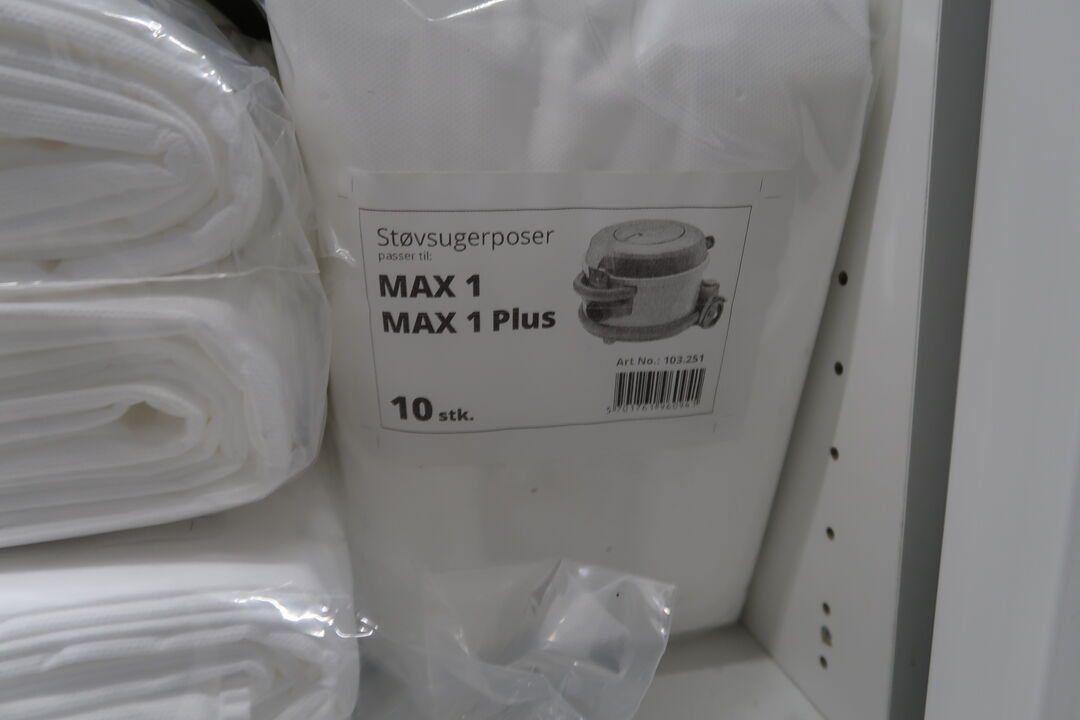 Støvsugerposer
passer til:
MAX 1
MAX 1 Plus
10 stk.
Art No.: 103.251